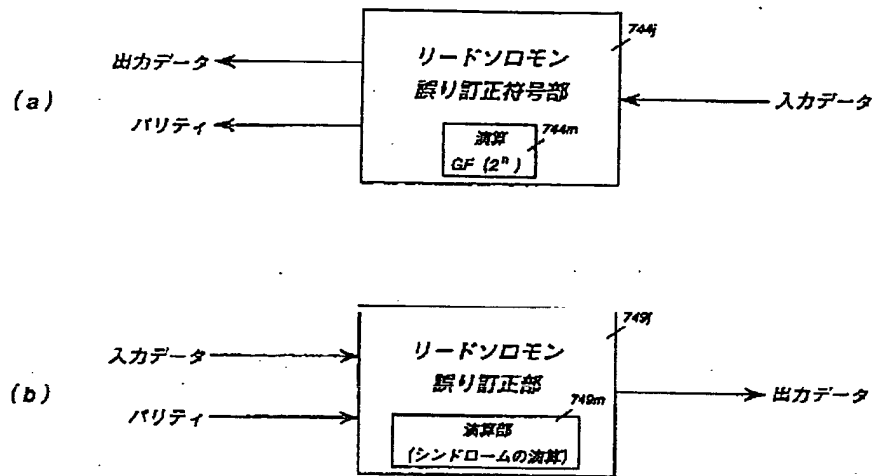 744j
出力データ
リードソロモン
誤り訂正符号部
(a)
入力データ
パリティ
744m
演算
GF (2ⁿ)
749j
入力データ
リードソロモン
誤り訂正部
(b)
出力データ
パリティ
749m
演算部
(シンドロームの演算)